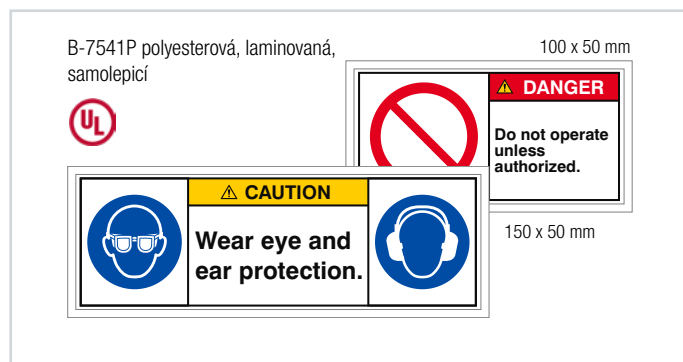 B-7541P polyesterová, laminovaná,
samolepicí
UL
100 x 50 mm
DANGER
Do not operate
unless
authorized.
CAUTION
Wear eye and
ear protection.
150 x 50 mm